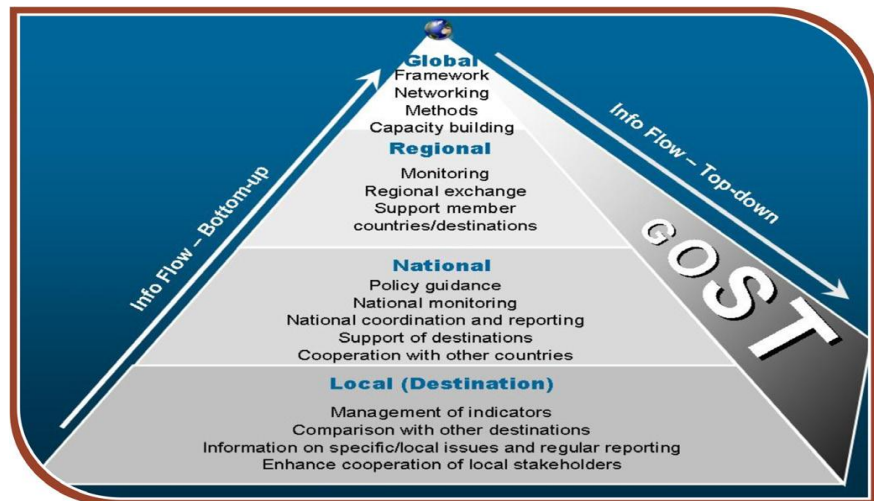 Global
Framework
Networking
Methods
Capacity building
Regional
Monitoring
Regional exchange
Support member
countries/destinations
National
Policy guidance
National monitoring
National coordination and reporting
Support of destinations
Cooperation with other countries
Local (Destination)
Management of indicators
Comparison with other destinations
Information on specific/local issues and regular reporting
Enhance cooperation of local stakeholders
Info Flow – Bottom-up
Info Flow – Top-down
GOST